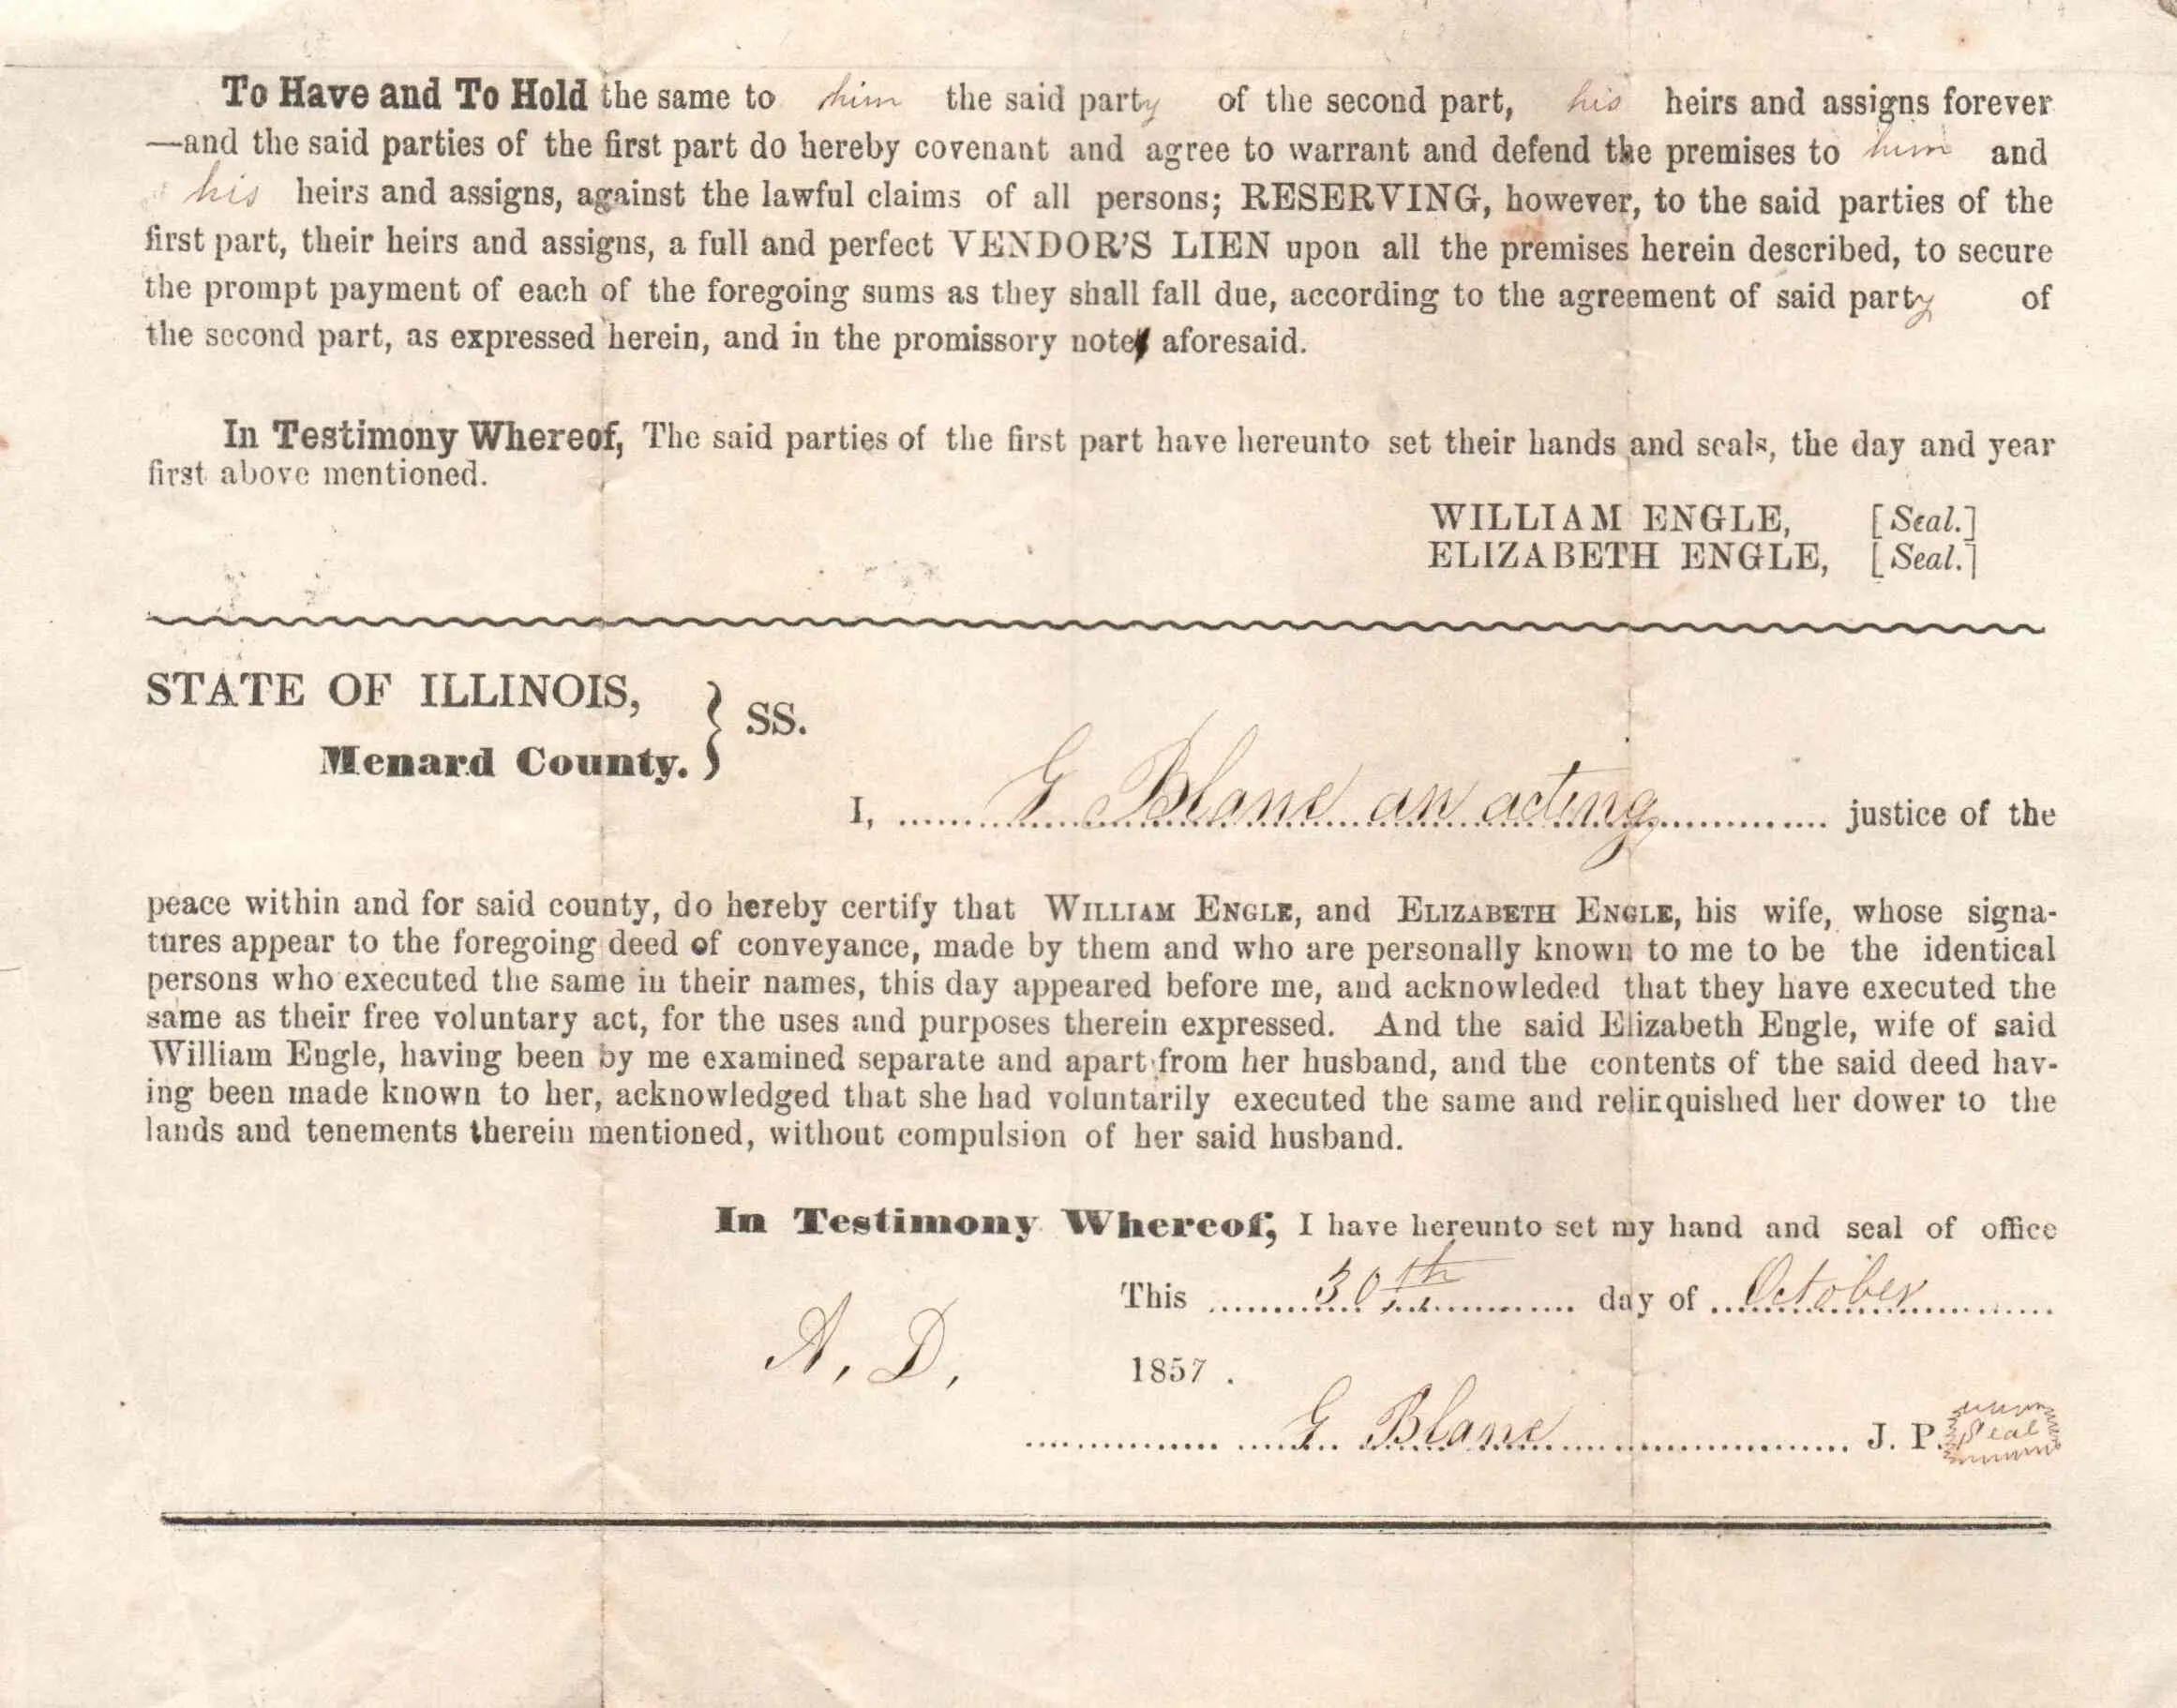 To Have and To Hold the same to him the said party of the second part, his heirs and assigns forever
—and the said parties of the first part do hereby covenant and agree to warrant and defend the premises to him and
his heirs and assigns, against the lawful claims of all persons; RESERVING, however, to the said parties of the
first part, their heirs and assigns, a full and perfect VENDOR'S LIEN upon all the premises herein described, to secure
the prompt payment of each of the foregoing sums as they shall fall due, according to the agreement of said party of
the second part, as expressed herein, and in the promissory note aforesaid.
In Testimony Whereof, The said parties of the first part have hereunto set their hands and seals, the day and year
first above mentioned.
WILLIAM ENGLE, [Seal.]
ELIZABETH ENGLE, [Seal.]
STATE OF ILLINOIS,
Menard County. } SS.
I, G Blane an acting justice of the
peace within and for said county, do hereby certify that WILLIAM ENGLE, and ELIZABETH ENGLE, his wife, whose signa-
tures appear to the foregoing deed of conveyance, made by them and who are personally known to me to be the identical
persons who executed the same in their names, this day appeared before me, and acknowleded that they have executed the
same as their free voluntary act, for the uses and purposes therein expressed. And the said Elizabeth Engle, wife of said
William Engle, having been by me examined separate and apart from her husband, and the contents of the said deed hav-
ing been made known to her, acknowledged that she had voluntarily executed the same and relinquished her dower to the
lands and tenements therein mentioned, without compulsion of her said husband.
In Testimony Whereof, I have hereunto set my hand and seal of office
This 30th day of October
A. D. 1857.
G Blane J. P. Seal